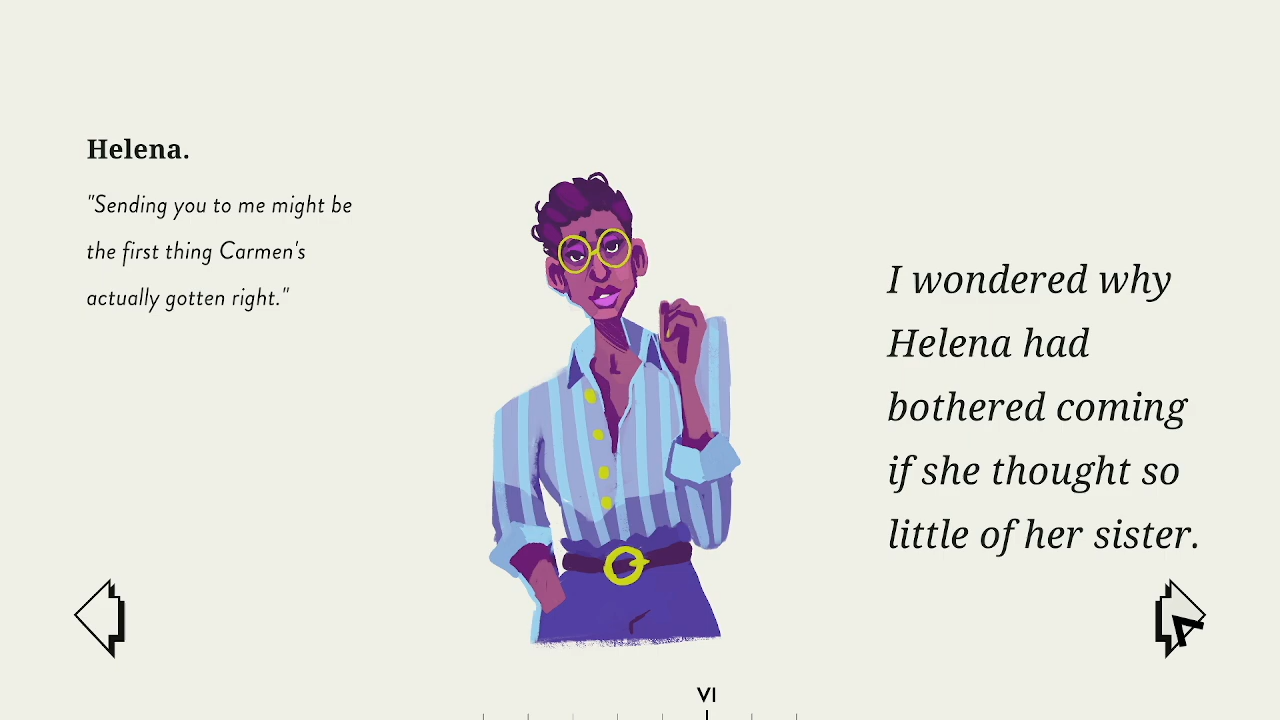 Helena.
"Sending you to me might be
the first thing Carmen's
actually gotten right."
I wondered why
Helena had
bothered coming
if she thought so
little of her sister.
VI